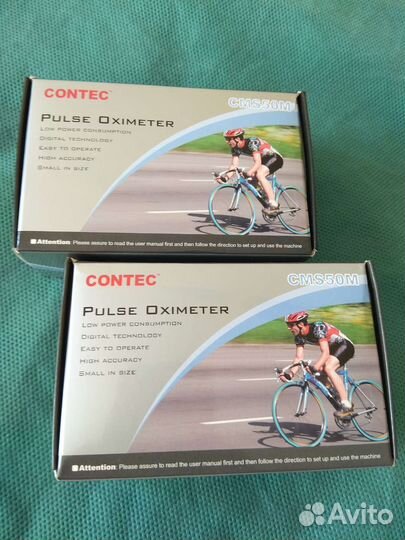 CONTEC™
CMS50M
PULSE OXIMETER
LOW POWER CONSUMPTION
DIGITAL TECHNOLOGY
EASY TO OPERATE
HIGH ACCURACY
SMALL IN SIZE
Attention: Please assure to read the user manual first and then follow the direction to set up and use the machine
CONTEC™
CMS50M
PULSE OXIMETER
LOW POWER CONSUMPTION
DIGITAL TECHNOLOGY
EASY TO OPERATE
HIGH ACCURACY
SMALL IN SIZE
Attention: Please assure to read the user manual first and then follow the direction to set up and use the machine
Avito